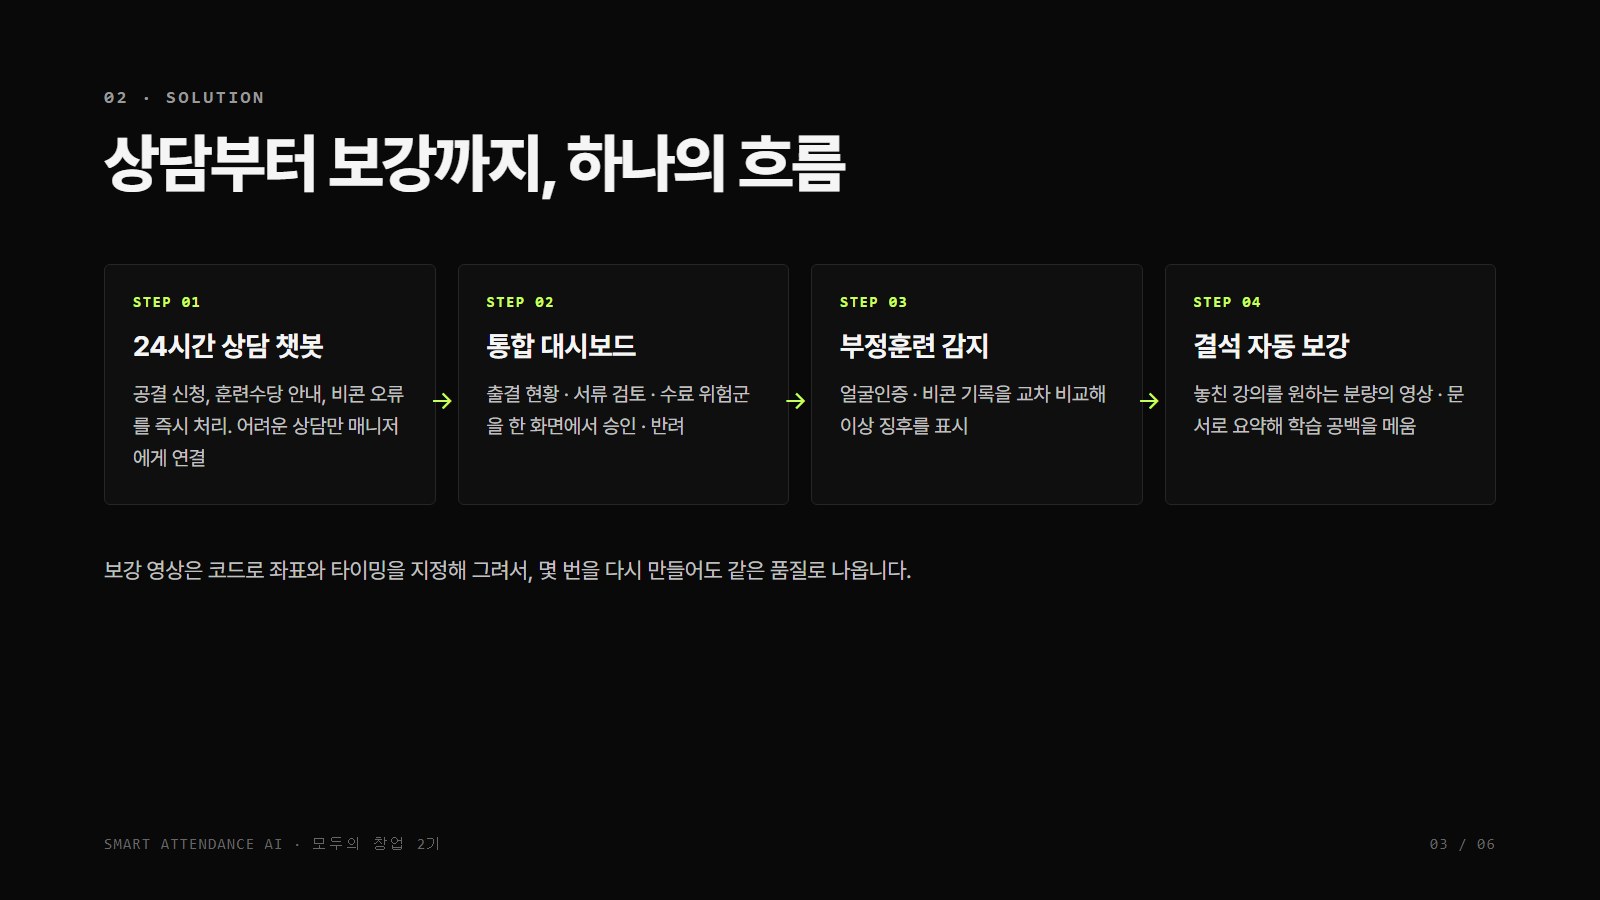 02 · SOLUTION
상담부터 보강까지, 하나의 흐름
STEP 01
24시간 상담 챗봇
공결 신청, 훈련수당 안내, 비콘 오류
를 즉시 처리. 어려운 상담만 매니저
에게 연결
→
STEP 02
통합 대시보드
출결 현황 · 서류 검토 · 수료 위험군
을 한 화면에서 승인 · 반려
→
STEP 03
부정훈련 감지
얼굴인증 · 비콘 기록을 교차 비교해
이상 징후를 표시
→
STEP 04
결석 자동 보강
놓친 강의를 원하는 분량의 영상 · 문
서로 요약해 학습 공백을 메움
보강 영상은 코드로 좌표와 타이밍을 지정해 그려서, 몇 번을 다시 만들어도 같은 품질로 나옵니다.
SMART ATTENDANCE AI · 모두의 창업 2기
03 / 06